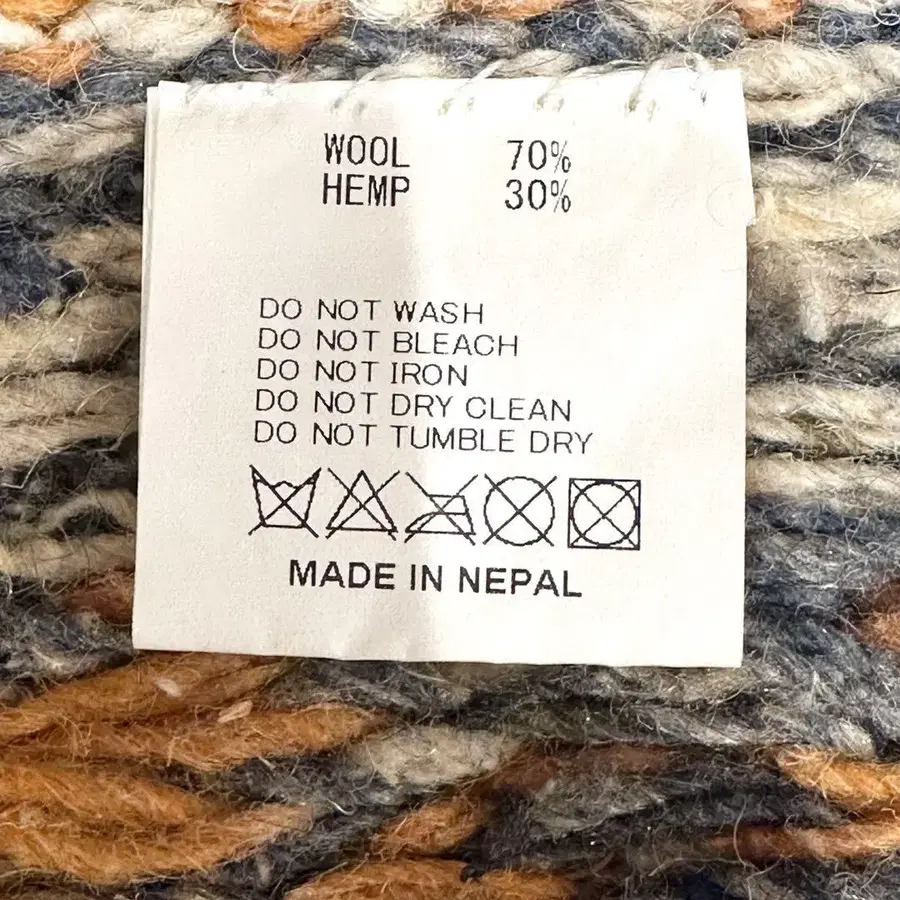 WOOL 70%
HEMP 30%
DO NOT WASH
DO NOT BLEACH
DO NOT IRON
DO NOT DRY CLEAN
DO NOT TUMBLE DRY
MADE IN NEPAL